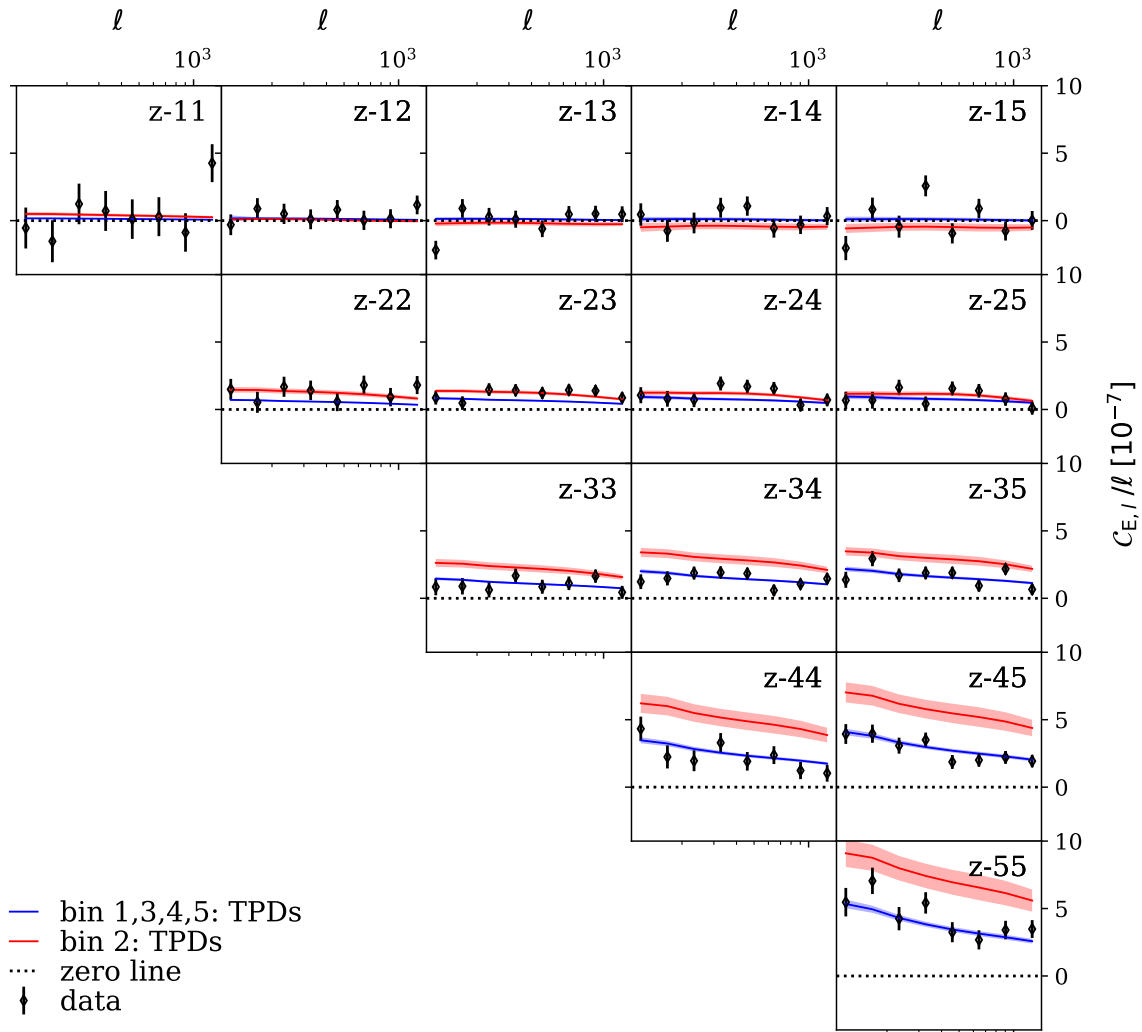 ℓ ℓ ℓ ℓ ℓ
10³ 10³ 10³ 10³ 10³
z-11 z-12 z-13 z-14 z-15 10
5
0
z-22 z-23 z-24 z-25 10
5
0
z-33 z-34 z-35 10
5
0
z-44 z-45 10
5
0
z-55 10
5
0
𝒞E,l /ℓ [10⁻⁷]
bin 1,3,4,5: TPDs
bin 2: TPDs
zero line
data